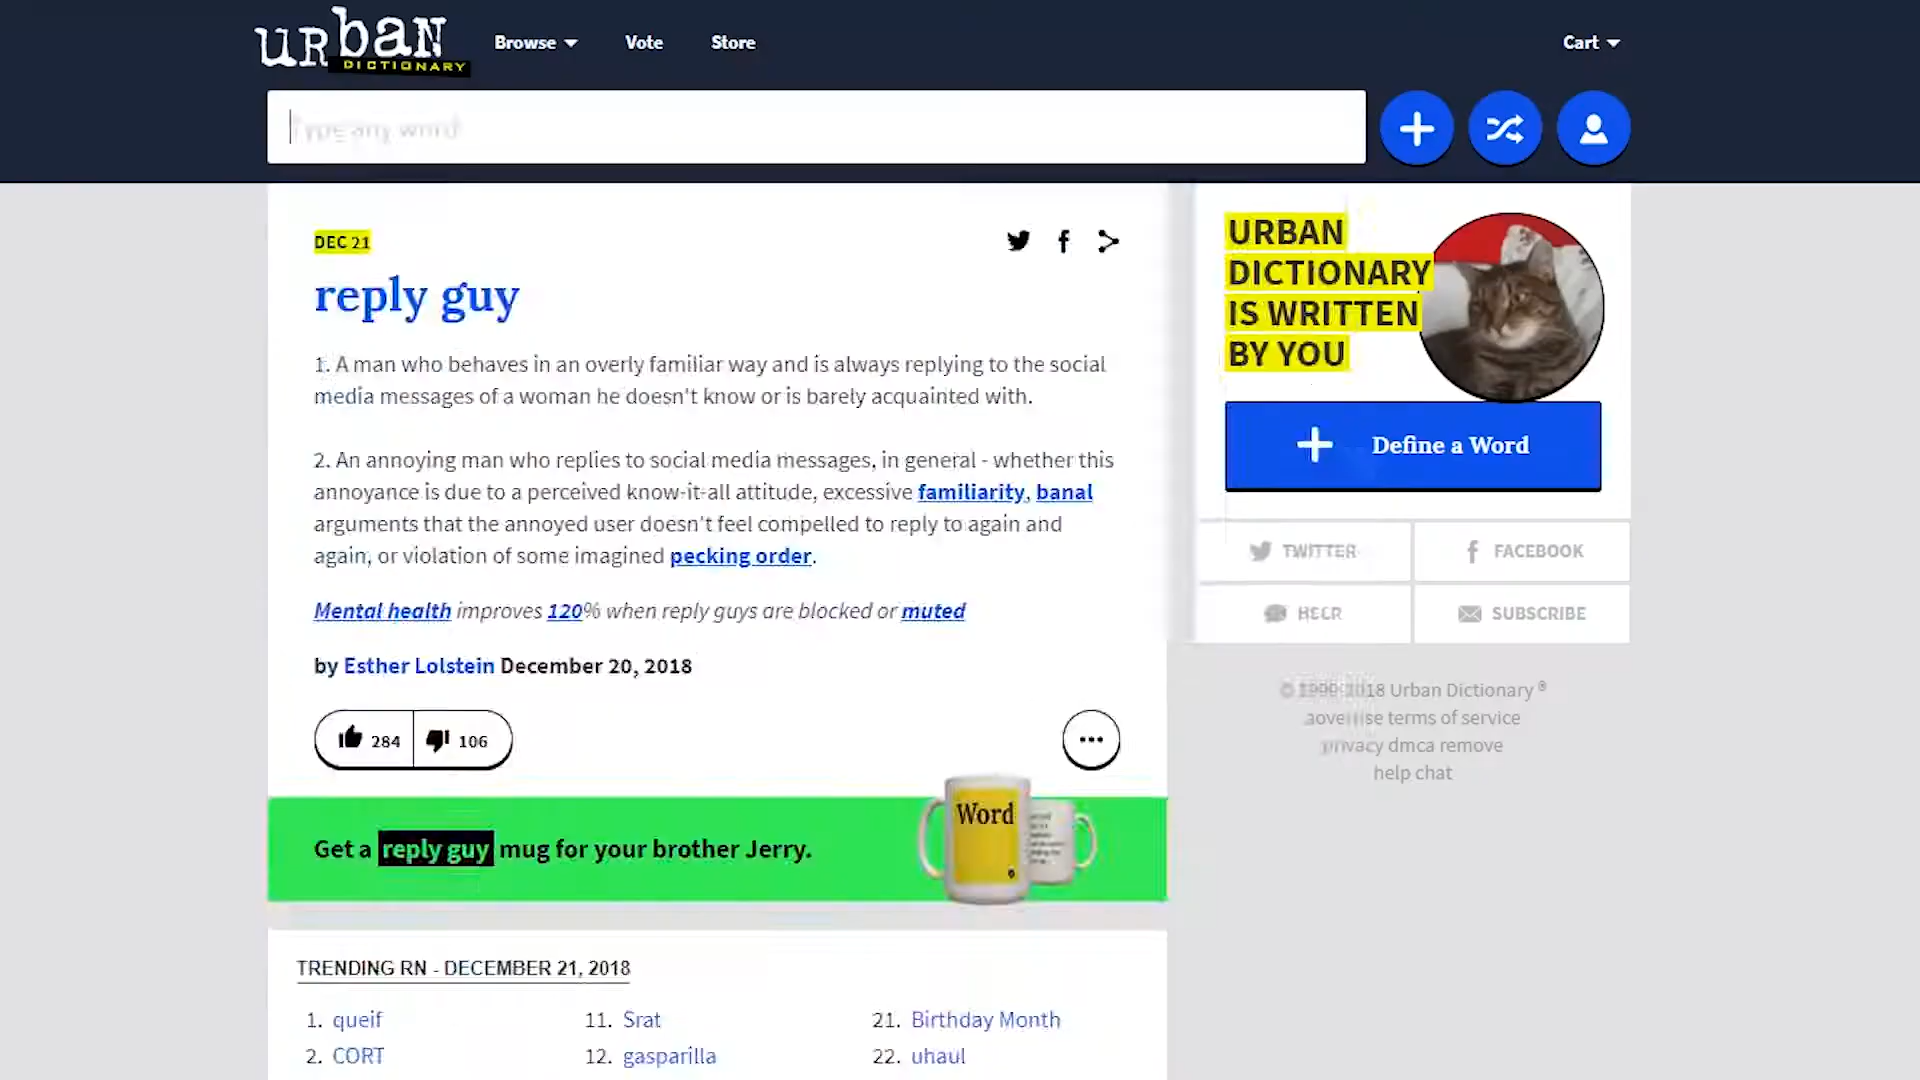 urban
DICTIONARY
Browse
Vote
Store
Cart
Type any word
DEC 21
reply guy
1. A man who behaves in an overly familiar way and is always replying to the social
media messages of a woman he doesn't know or is barely acquainted with.
2. An annoying man who replies to social media messages, in general - whether this
annoyance is due to a perceived know-it-all attitude, excessive familiarity, banal
arguments that the annoyed user doesn't feel compelled to reply to again and
again, or violation of some imagined pecking order.
Mental health improves 120% when reply guys are blocked or muted
by Esther Lolstein December 20, 2018
284
106
Get a reply guy mug for your brother Jerry.
Word
TRENDING RN - DECEMBER 21, 2018
1. queif
2. CORT
11. Srat
12. gasparilla
21. Birthday Month
22. uhaul
URBAN
DICTIONARY
IS WRITTEN
BY YOU
Define a Word
TWITTER
FACEBOOK
SUBSCRIBE
© 1999-2018 Urban Dictionary ®
advertise terms of service
privacy dmca remove
help chat